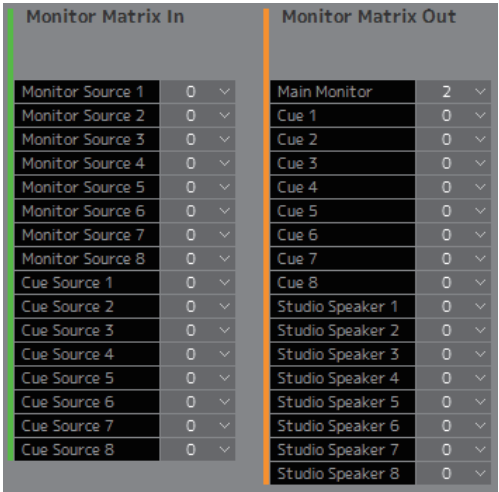 Monitor Matrix In
Monitor Source 1 0
Monitor Source 2 0
Monitor Source 3 0
Monitor Source 4 0
Monitor Source 5 0
Monitor Source 6 0
Monitor Source 7 0
Monitor Source 8 0
Cue Source 1 0
Cue Source 2 0
Cue Source 3 0
Cue Source 4 0
Cue Source 5 0
Cue Source 6 0
Cue Source 7 0
Cue Source 8 0
Monitor Matrix Out
Main Monitor 2
Cue 1 0
Cue 2 0
Cue 3 0
Cue 4 0
Cue 5 0
Cue 6 0
Cue 7 0
Cue 8 0
Studio Speaker 1 0
Studio Speaker 2 0
Studio Speaker 3 0
Studio Speaker 4 0
Studio Speaker 5 0
Studio Speaker 6 0
Studio Speaker 7 0
Studio Speaker 8 0